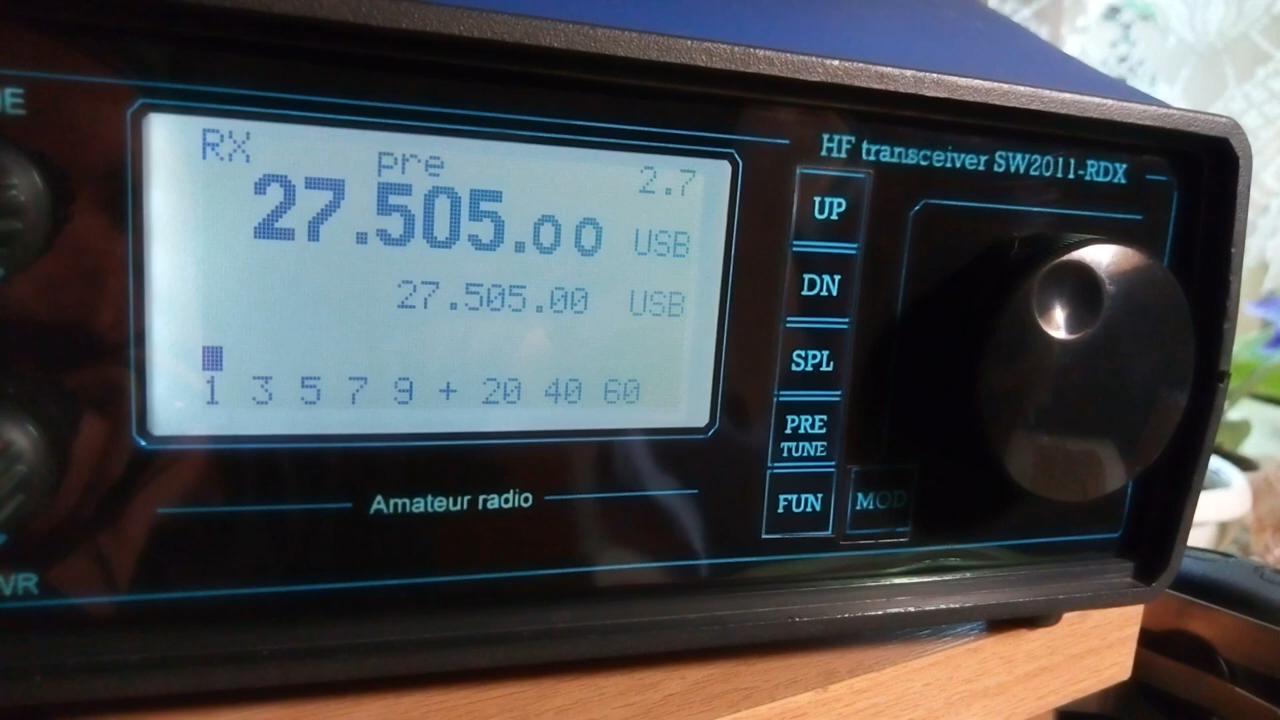 RX
pre
2.7
27.505.00 USB
27.505.00 USB
1 3 5 7 9 + 20 40 60
Amateur radio
HF transceiver SW2011-RDX
UP
DN
SPL
PRE
TUNE
FUN
MOD